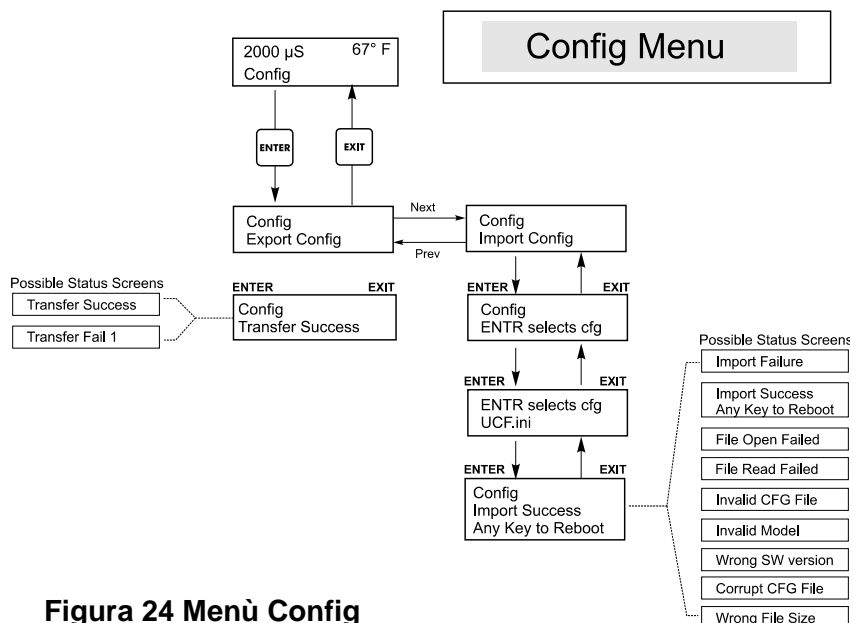 Config Menu
2000 µS 67° F
Config
ENTER
EXIT
Config
Export Config
Next
Prev
Config
Import Config
Possible Status Screens
Transfer Success
Transfer Fail 1
ENTER EXIT
Config
Transfer Success
ENTER EXIT
Config
ENTR selects cfg
ENTER EXIT
ENTR selects cfg
UCF.ini
ENTER EXIT
Config
Import Success
Any Key to Reboot
Possible Status Screens
Import Failure
Import Success
Any Key to Reboot
File Open Failed
File Read Failed
Invalid CFG File
Invalid Model
Wrong SW version
Corrupt CFG File
Wrong File Size
Figura 24 Menù Config